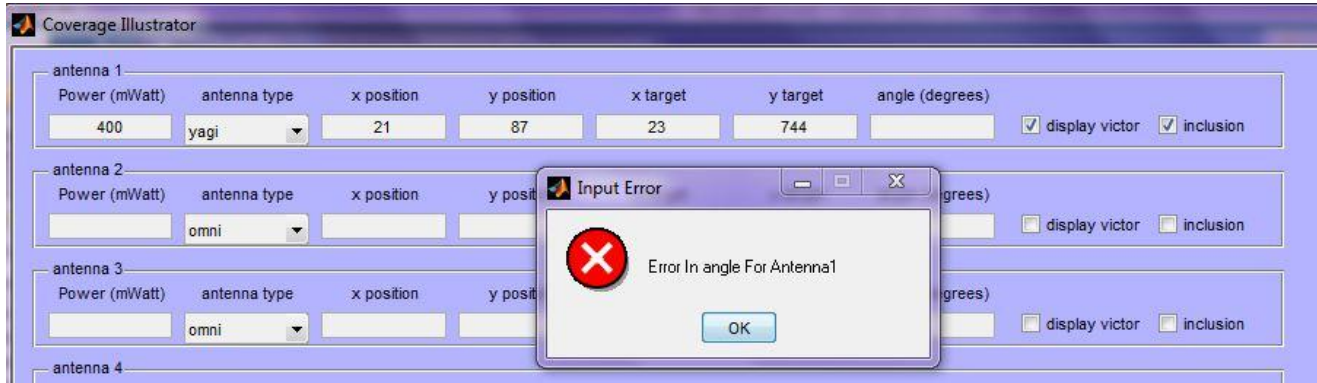 Coverage Illustrator
antenna 1
Power (mWatt) antenna type x position y position x target y target angle (degrees)
400 yagi 21 87 23 744 display victor inclusion
antenna 2
Power (mWatt) antenna type x position y posit grees)
omni display victor inclusion
Input Error
Error In angle For Antenna1
OK
antenna 3
Power (mWatt) antenna type x position y posit grees)
omni display victor inclusion
antenna 4